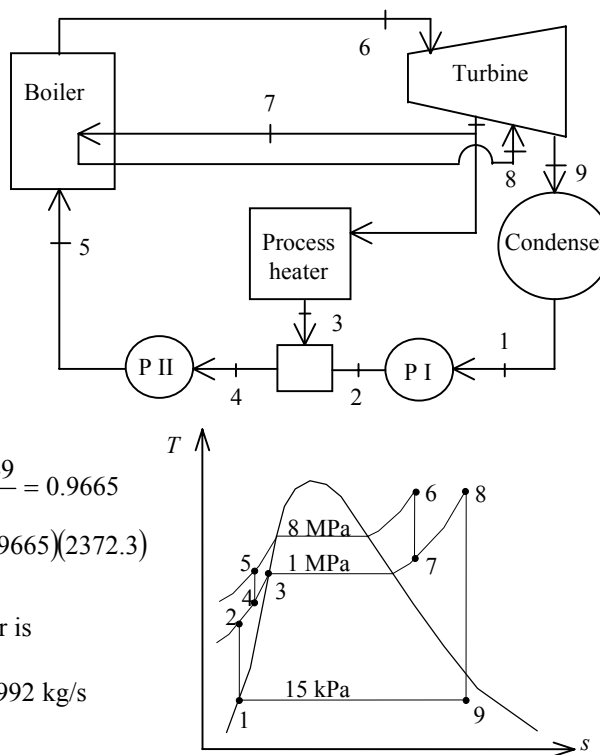 6
Turbine
Boiler
7
8
9
5
Process
heater
Condenser
3
1
P II
4
2
P I
T
= 0.9665
9665)(2372.3)
r is
992 kg/s
6
8
8 MPa
5
1 MPa
7
4
3
2
15 kPa
1
9
s